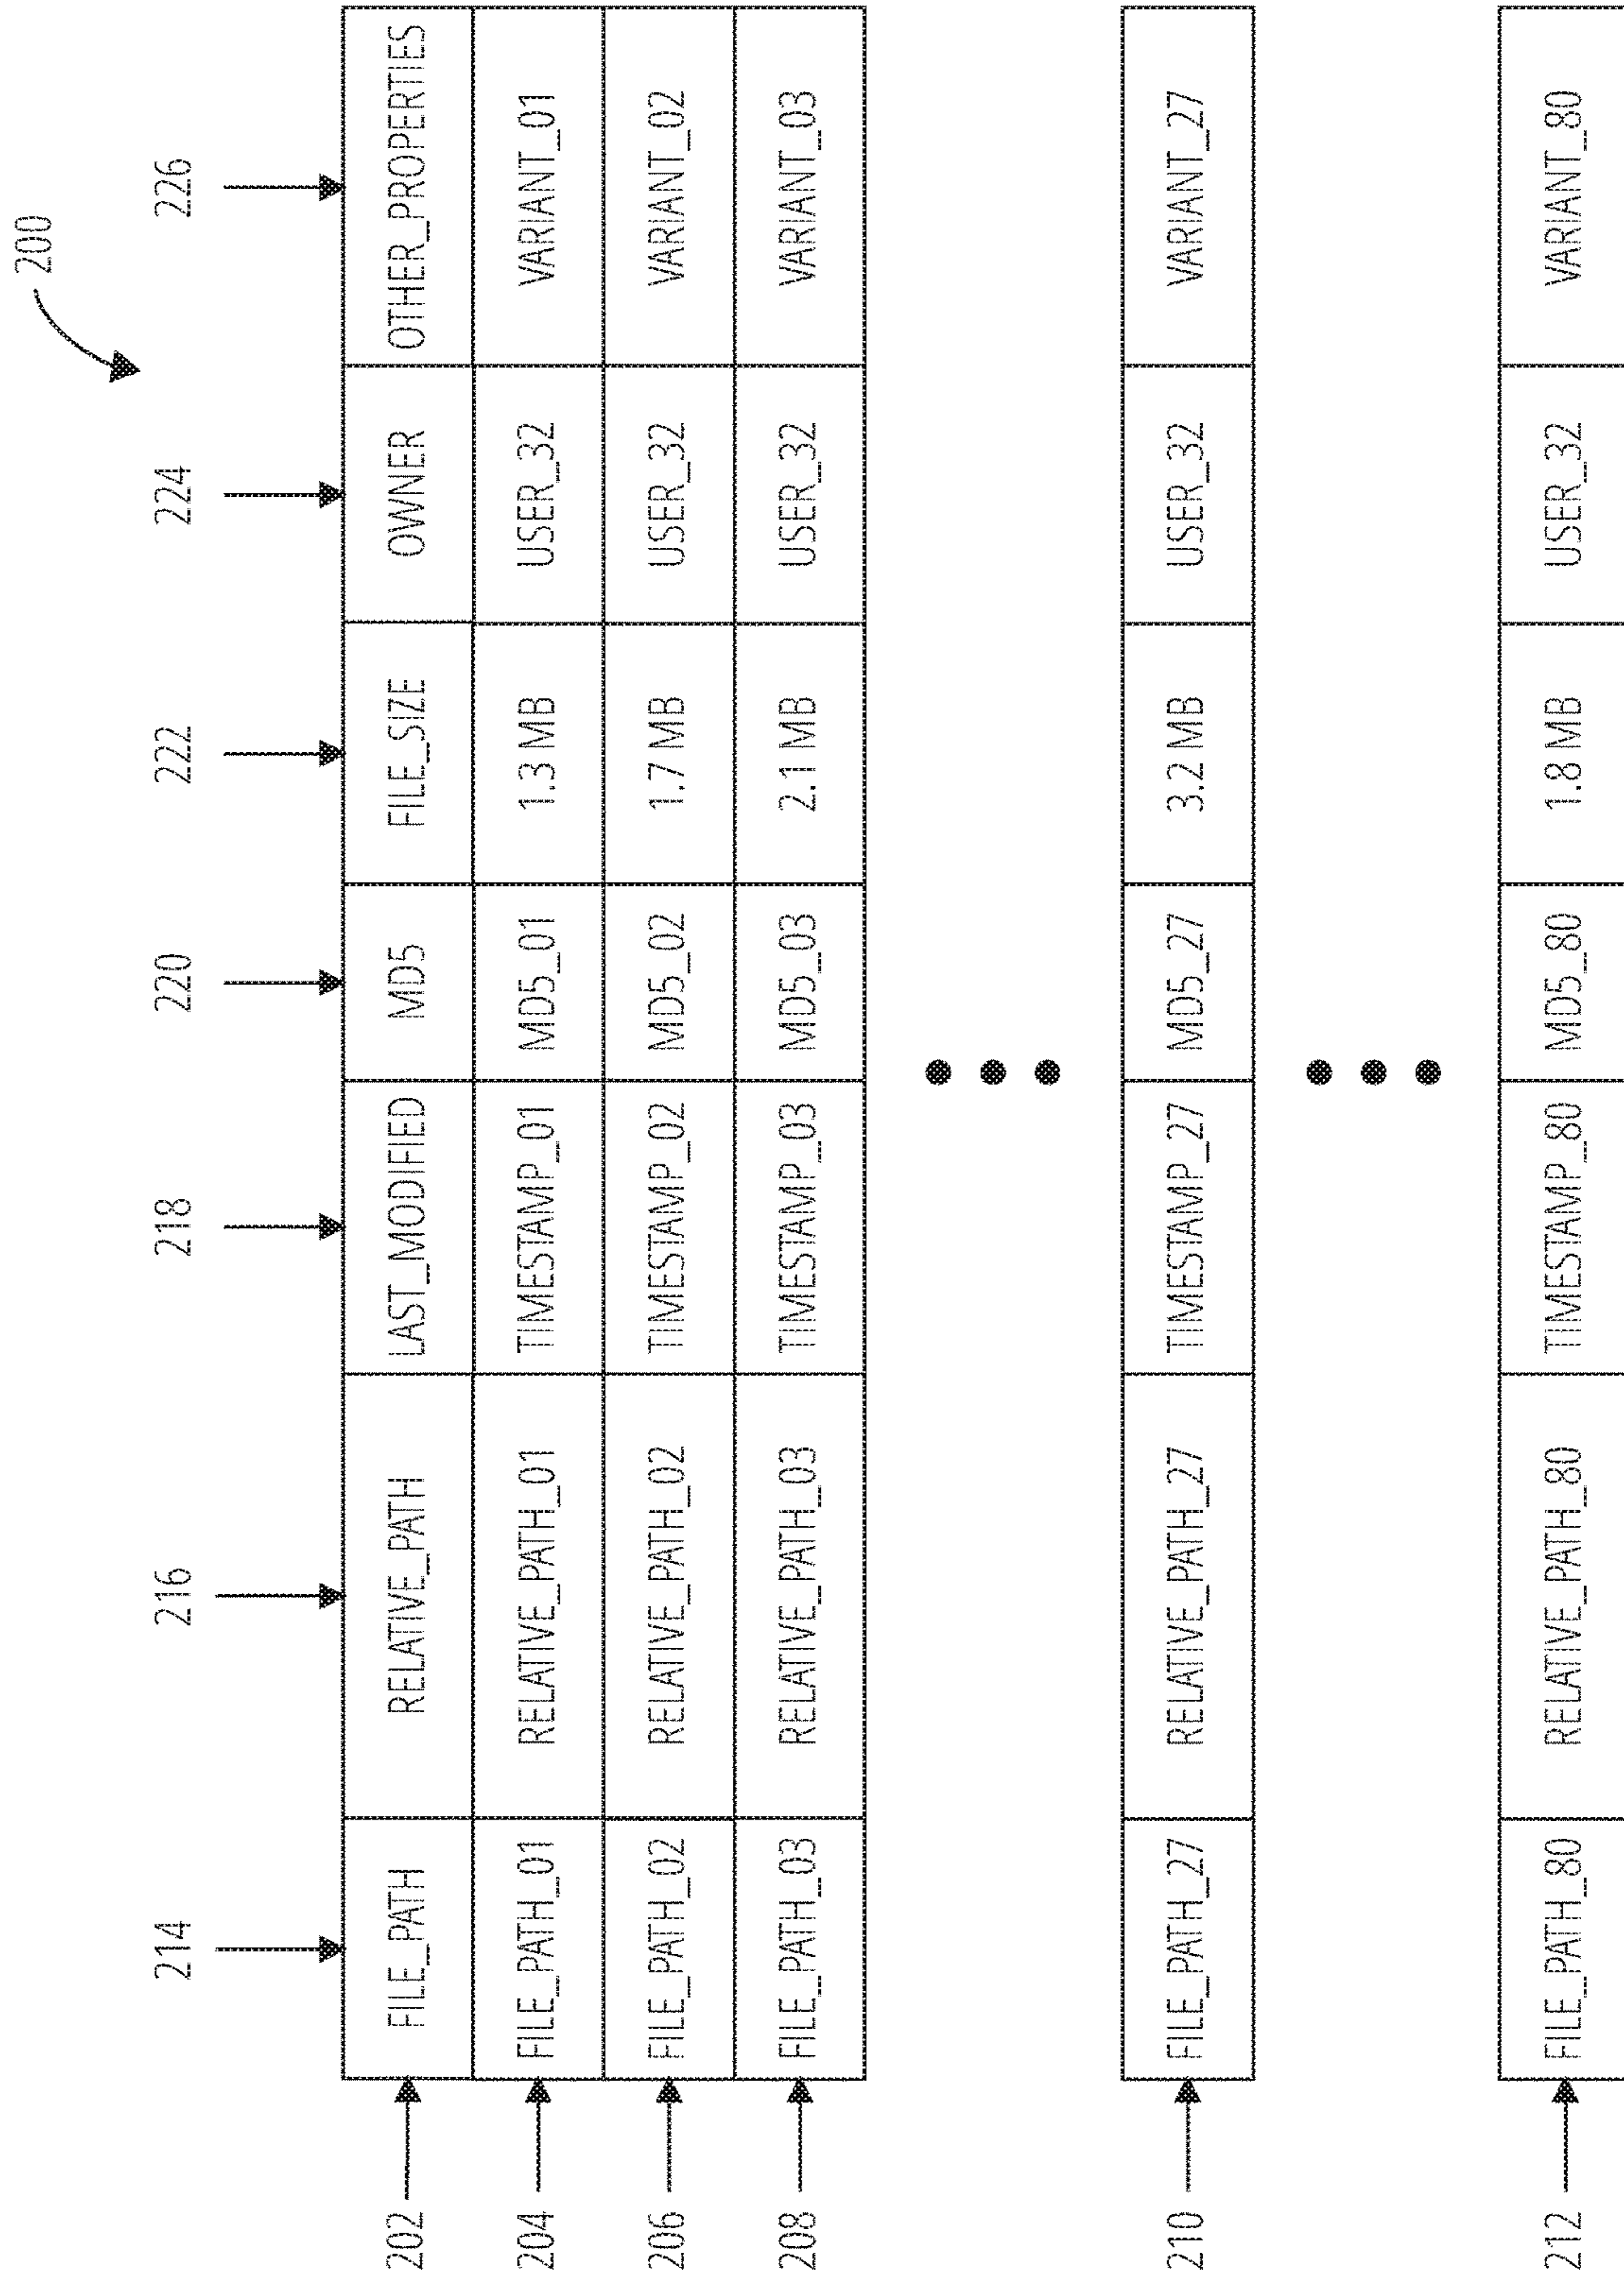 200
214 216 218 220 222 224 226
202 FILE_PATH RELATIVE_PATH LAST_MODIFIED MD5 FILE_SIZE OWNER OTHER_PROPERTIES
204 FILE_PATH_01 RELATIVE_PATH_01 TIMESTAMP_01 MD5_01 1.3 MB USER_32 VARIANT_01
206 FILE_PATH_02 RELATIVE_PATH_02 TIMESTAMP_02 MD5_02 1.7 MB USER_32 VARIANT_02
208 FILE_PATH_03 RELATIVE_PATH_03 TIMESTAMP_03 MD5_03 2.1 MB USER_32 VARIANT_03
210 FILE_PATH_27 RELATIVE_PATH_27 TIMESTAMP_27 MD5_27 3.2 MB USER_32 VARIANT_27
212 FILE_PATH_80 RELATIVE_PATH_80 TIMESTAMP_80 MD5_80 1.8 MB USER_32 VARIANT_80